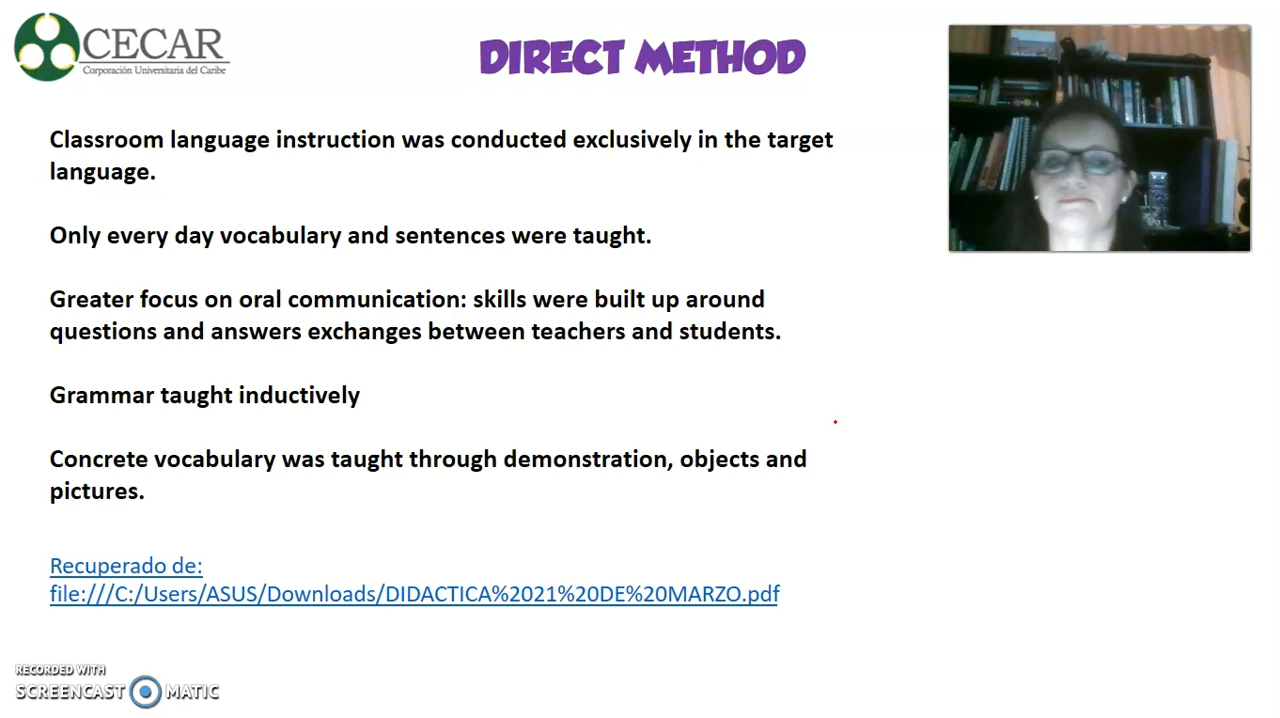 CECAR
Corporación Universitaria del Caribe
DIRECT METHOD
Classroom language instruction was conducted exclusively in the target
language.
Only every day vocabulary and sentences were taught.
Greater focus on oral communication: skills were built up around
questions and answers exchanges between teachers and students.
Grammar taught inductively
Concrete vocabulary was taught through demonstration, objects and
pictures.
Recuperado de:
file:///C:/Users/ASUS/Downloads/DIDACTICA%2021%20DE%20MARZO.pdf
RECORDED WITH
SCREENCAST MATIC